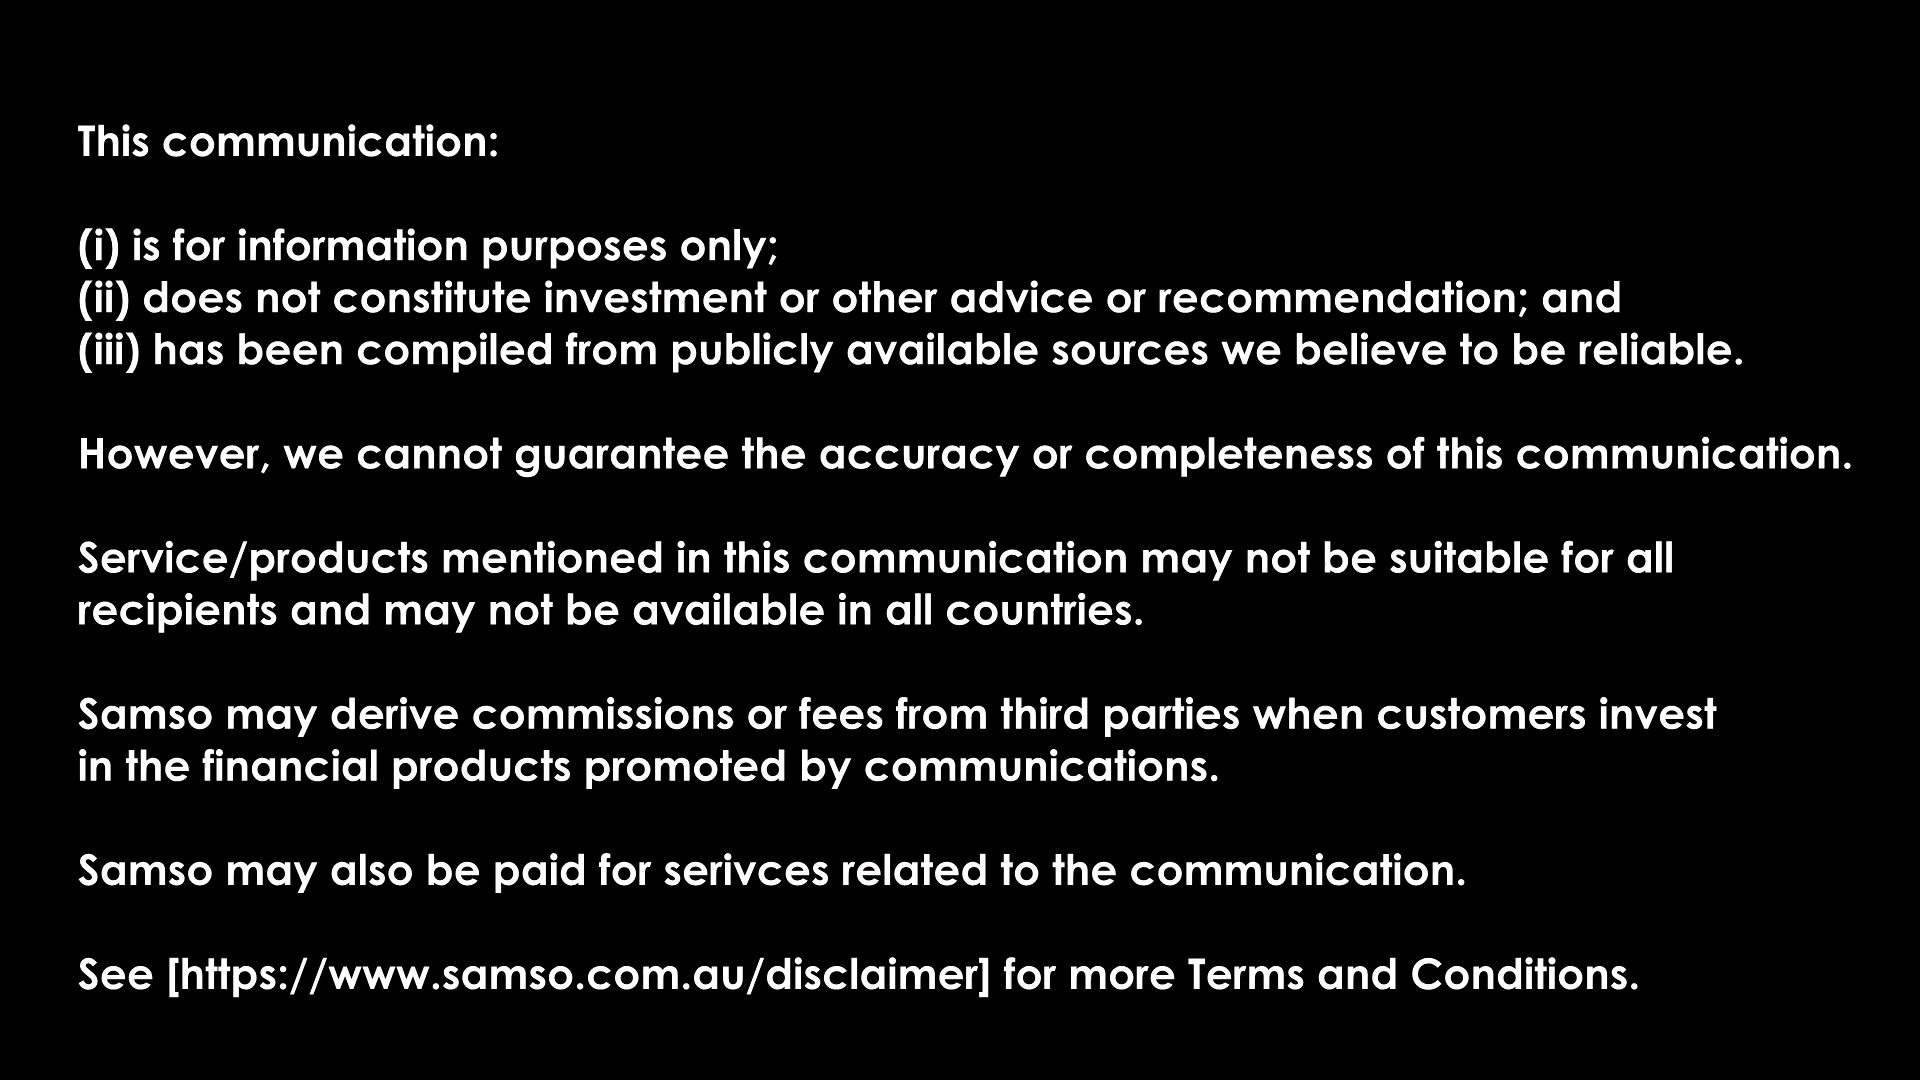 This communication:
(i) is for information purposes only;
(ii) does not constitute investment or other advice or recommendation; and
(iii) has been compiled from publicly available sources we believe to be reliable.
However, we cannot guarantee the accuracy or completeness of this communication.
Service/products mentioned in this communication may not be suitable for all
recipients and may not be available in all countries.
Samso may derive commissions or fees from third parties when customers invest
in the financial products promoted by communications.
Samso may also be paid for serivces related to the communication.
See [https://www.samso.com.au/disclaimer] for more Terms and Conditions.